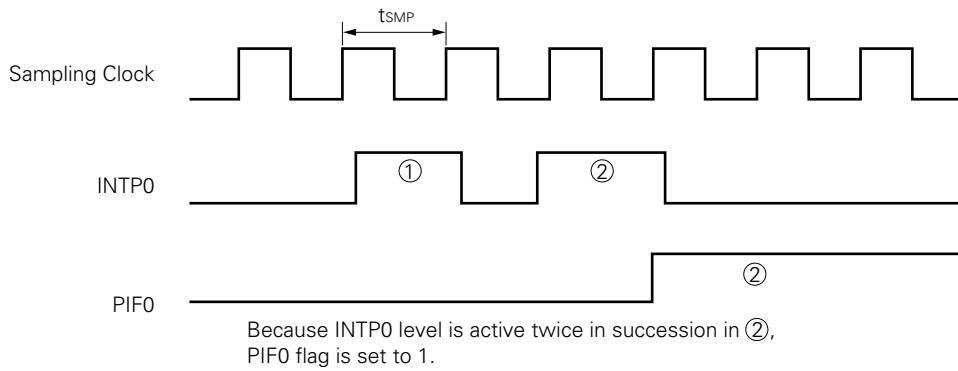 tSMP
Sampling Clock
INTP0
①
②
PIF0
②
Because INTP0 level is active twice in succession in ②,
PIF0 flag is set to 1.